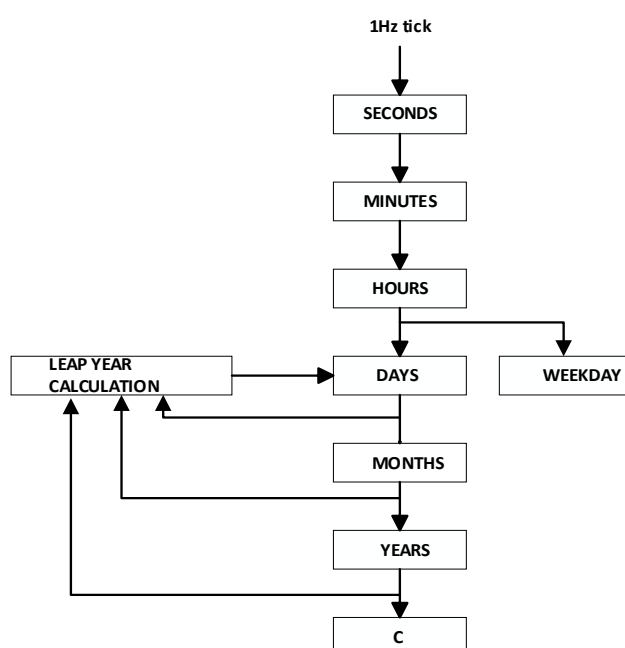 1Hz tick
SECONDS
MINUTES
HOURS
LEAP YEAR
CALCULATION
DAYS
WEEKDAY
MONTHS
YEARS
C